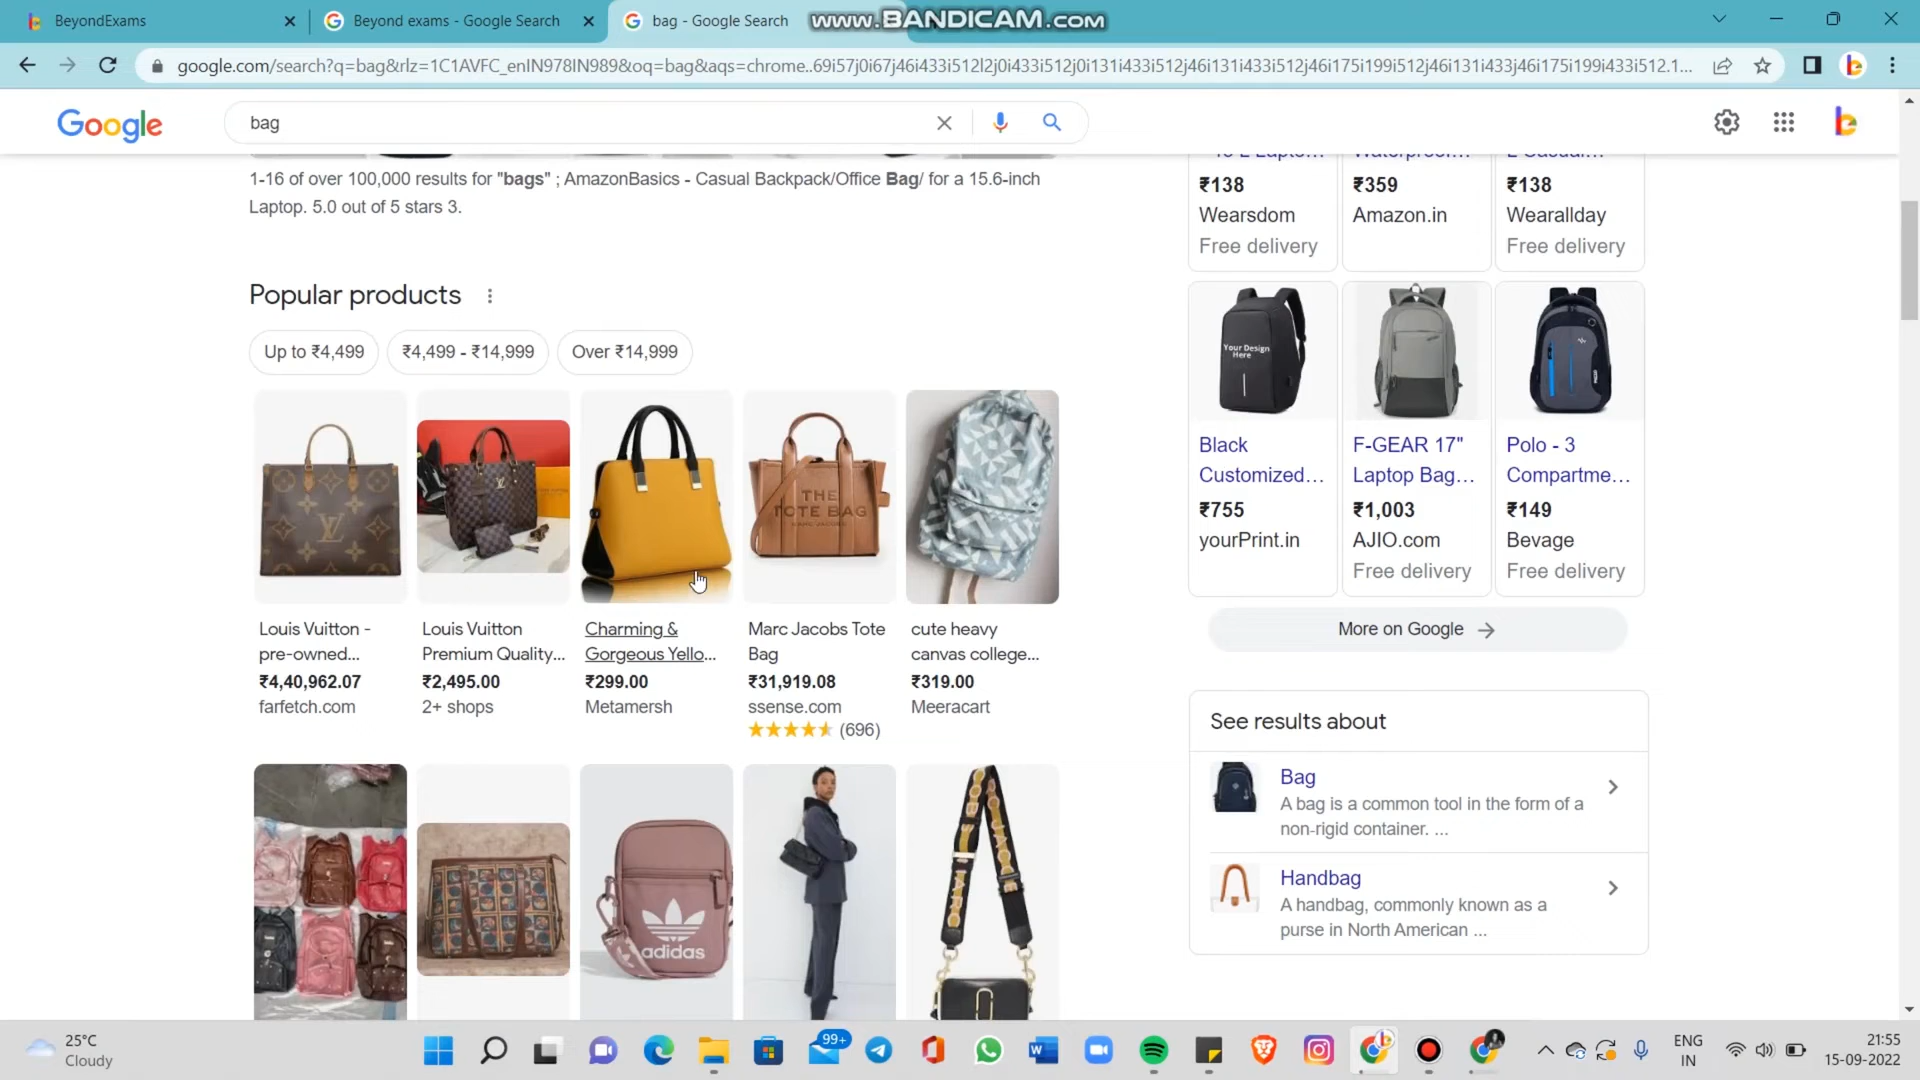 BeyondExams
Beyond exams - Google Search
bag - Google Search
www.BANDICAM.com
google.com/search?q=bag&rlz=1C1AVFC_enIN978IN989&oq=bag&aqs=chrome..69i57j0i67j46i433i512l2j0i433i512j0i131i433i512j46i131i433i512j46i175i199i512j46i131i433j46i175i199i433i512.1...
Google
bag
1-16 of over 100,000 results for "bags" ; AmazonBasics - Casual Backpack/Office Bag/ for a 15.6-inch
Laptop. 5.0 out of 5 stars 3.
Popular products
Up to ₹4,499
₹4,499 - ₹14,999
Over ₹14,999
THE
TOTE BAG
MARC JACOBS
Louis Vuitton -
pre-owned...
₹4,40,962.07
farfetch.com
Louis Vuitton
Premium Quality...
₹2,495.00
2+ shops
Charming &
Gorgeous Yello...
₹299.00
Metamersh
Marc Jacobs Tote
Bag
₹31,919.08
ssense.com
(696)
cute heavy
canvas college...
₹319.00
Meeracart
adidas
₹138
Wearsdom
Free delivery
₹359
Amazon.in
₹138
Wearallday
Free delivery
Your Design
Here
Black
Customized...
₹755
yourPrint.in
F-GEAR 17"
Laptop Bag...
₹1,003
AJIO.com
Free delivery
Polo - 3
Compartme...
₹149
Bevage
Free delivery
More on Google
See results about
Bag
A bag is a common tool in the form of a
non-rigid container. ...
Handbag
A handbag, commonly known as a
purse in North American ...
25°C
Cloudy
99+
ENG
IN
21:55
15-09-2022